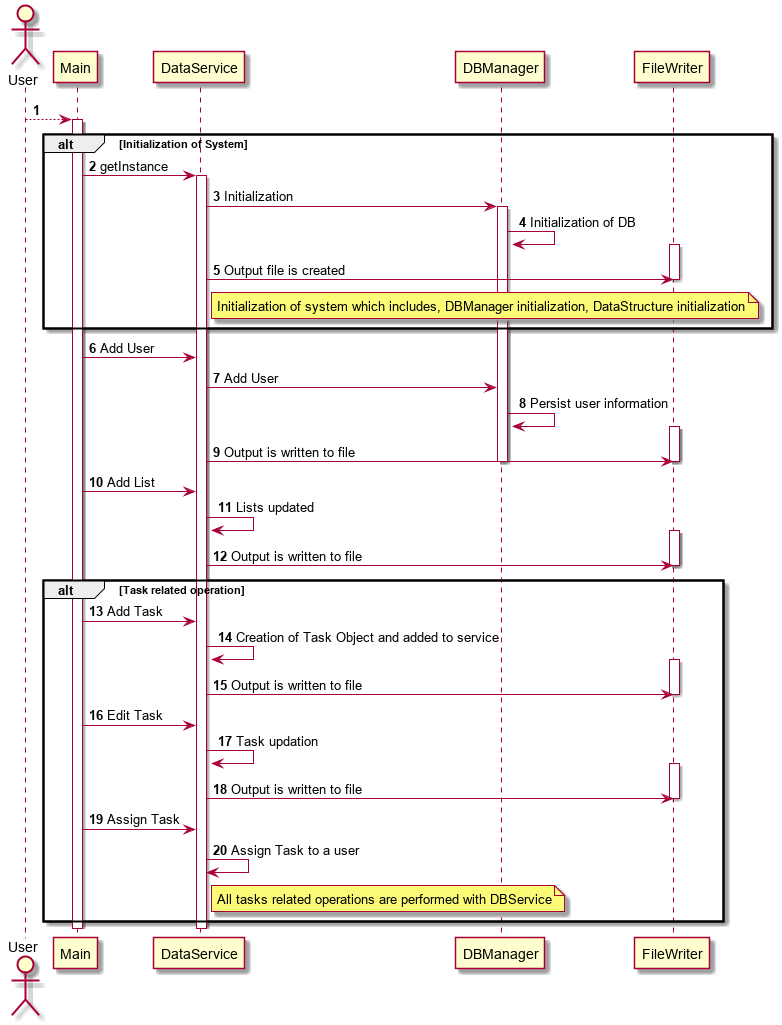 User
Main
DataService
DBManager
FileWriter
1
alt [Initialization of System]
2 getInstance
3 Initialization
4 Initialization of DB
5 Output file is created
Initialization of system which includes, DBManager initialization, DataStructure initialization
6 Add User
7 Add User
8 Persist user information
9 Output is written to file
10 Add List
11 Lists updated
12 Output is written to file
alt [Task related operation]
13 Add Task
14 Creation of Task Object and added to service
15 Output is written to file
16 Edit Task
17 Task updation
18 Output is written to file
19 Assign Task
20 Assign Task to a user
All tasks related operations are performed with DBService
User
Main
DataService
DBManager
FileWriter